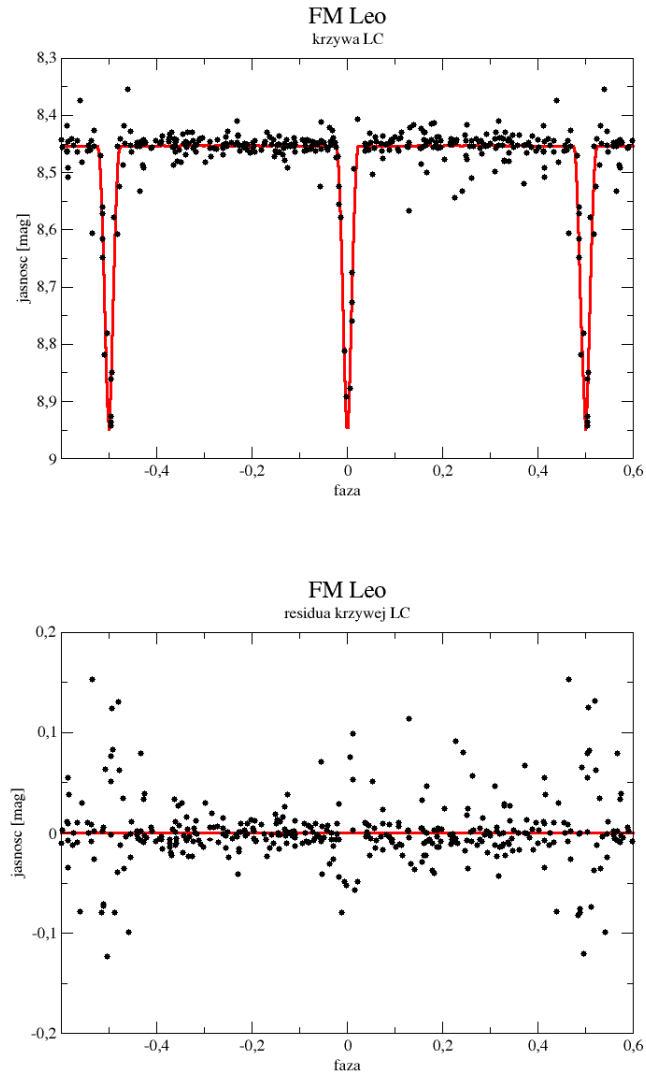 FM Leo
krzywa LC
8,3
8,4
8,5
8,6
8,7
8,8
8,9
9
jasnosc [mag]
-0,4 -0,2 0 0,2 0,4 0,6
faza
FM Leo
residua krzywej LC
0,2
0,1
0
-0,1
-0,2
jasnosc [mag]
-0,4 -0,2 0 0,2 0,4 0,6
faza